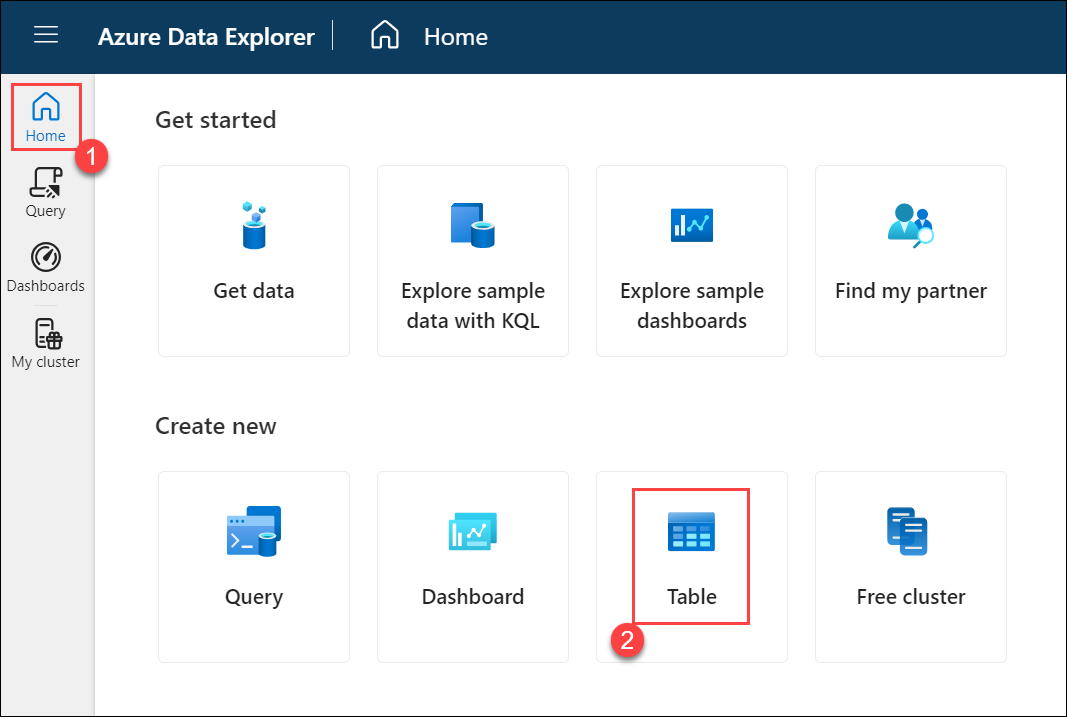 Azure Data Explorer
Home
Home
1
Query
Dashboards
My cluster
Get started
Get data
Explore sample
data with KQL
Explore sample
dashboards
Find my partner
Create new
Query
Dashboard
Table
2
Free cluster